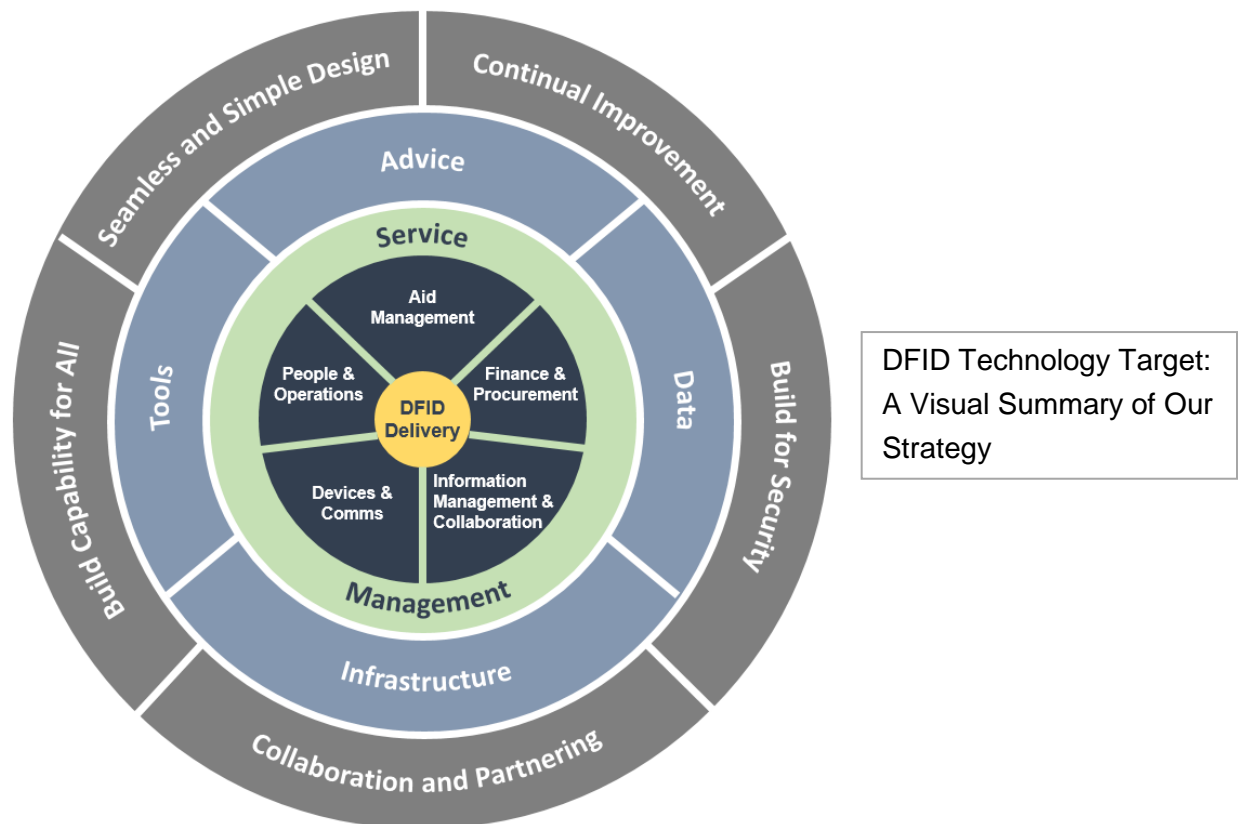 Seamless and Simple Design
Continual Improvement
Build for Security
Collaboration and Partnering
Build Capability for All
Advice
Data
Infrastructure
Tools
Service
Management
Aid
Management
Finance &
Procurement
Information
Management &
Collaboration
Devices &
Comms
People &
Operations
DFID
Delivery
DFID Technology Target:
A Visual Summary of Our
Strategy